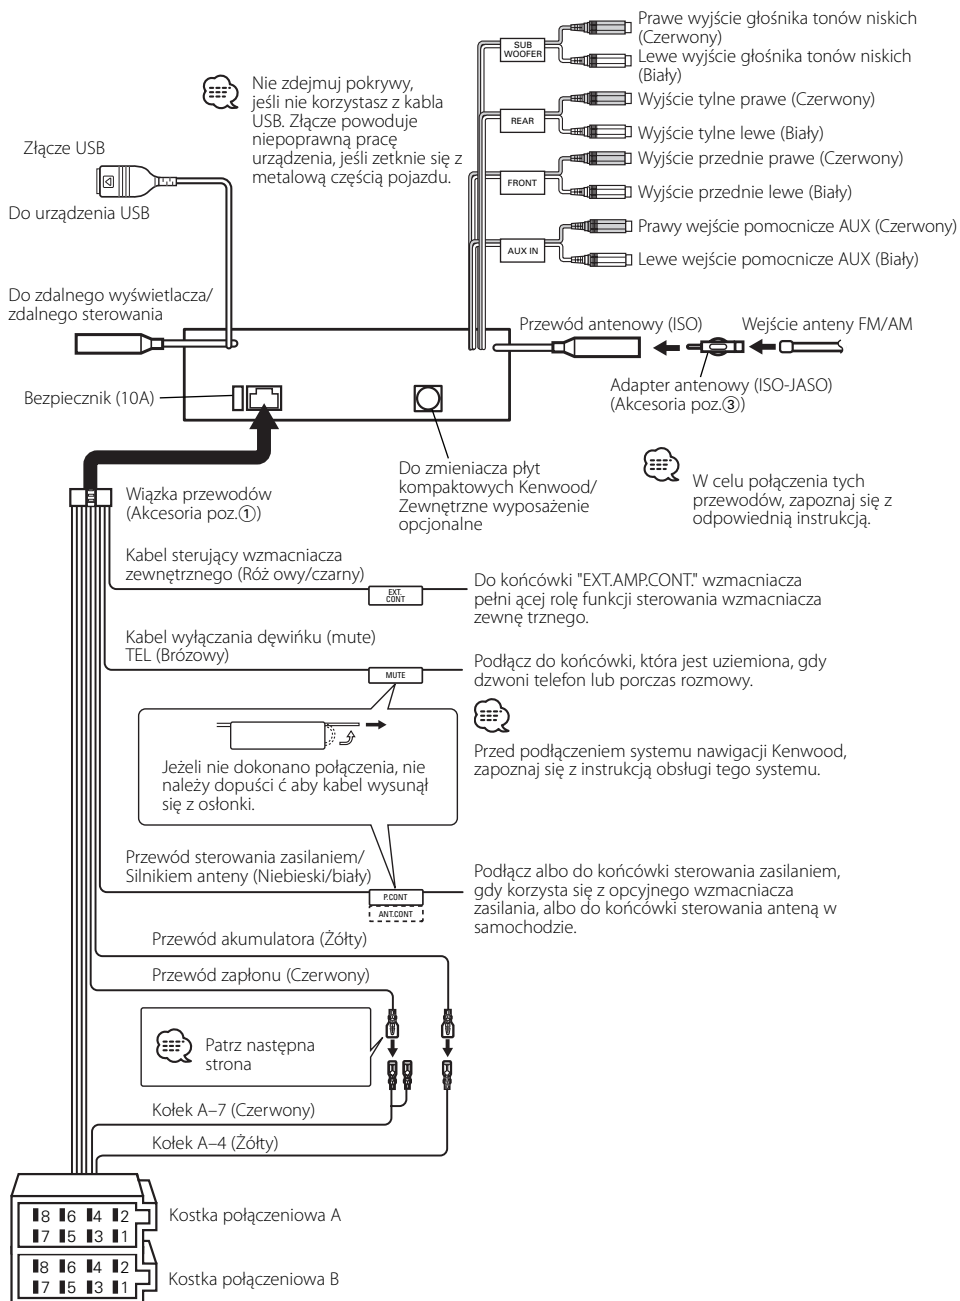 Prawe wyjście głośnika tonów niskich
(Czerwony)
SUB
WOOFER
Lewe wyjście głośnika tonów niskich
(Biały)
Nie zdejmuj pokrywy,
jeśli nie korzystasz z kabla
USB. Złącze powoduje
niepoprawną pracę
urządzenia, jeśli zetknie się z
metalową częścią pojazdu.
Wyjście tylne prawe (Czerwony)
REAR
Wyjście tylne lewe (Biały)
Złącze USB
Wyjście przednie prawe (Czerwony)
FRONT
Wyjście przednie lewe (Biały)
Do urządzenia USB
Prawy wejście pomocnicze AUX (Czerwony)
AUX IN
Lewe wejście pomocnicze AUX (Biały)
Do zdalnego wyświetlacza/
zdalnego sterowania
Przewód antenowy (ISO)
Wejście anteny FM/AM
Bezpiecznik (10A)
Adapter antenowy (ISO-JASO)
(Akcesoria poz.③)
Do zmieniacza płyt
kompaktowych Kenwood/
Zewnętrzne wyposażenie
opcjonalne
W celu połączenia tych
przewodów, zapoznaj się z
odpowiednią instrukcją.
Wiązka przewodów
(Akcesoria poz.①)
Kabel sterujący wzmacniacza
zewnętrznego (Róż owy/czarny)
EXT.
CONT
Do końcówki "EXT.AMP.CONT." wzmacniacza
pełni ącej rolę funkcji sterowania wzmacniacza
zewnę trznego.
Kabel wyłączania dęwińku (mute)
TEL (Brózowy)
MUTE
Podłącz do końcówki, która jest uziemiona, gdy
dzwoni telefon lub porczas rozmowy.
Jeżeli nie dokonano połączenia, nie
należy dopuści ć aby kabel wysunął
się z osłonki.
Przed podłączeniem systemu nawigacji Kenwood,
zapoznaj się z instrukcją obsługi tego systemu.
Przewód sterowania zasilaniem/
Silnikiem anteny (Niebieski/biały)
P.CONT
ANT.CONT
Podłącz albo do końcówki sterowania zasilaniem,
gdy korzysta się z opcyjnego wzmacniacza
zasilania, albo do końcówki sterowania anteną w
samochodzie.
Przewód akumulatora (Żółty)
Przewód zapłonu (Czerwony)
Patrz następna
strona
Kołek A–7 (Czerwony)
Kołek A–4 (Żółty)
8 6 4 2
7 5 3 1
Kostka połączeniowa A
8 6 4 2
7 5 3 1
Kostka połączeniowa B